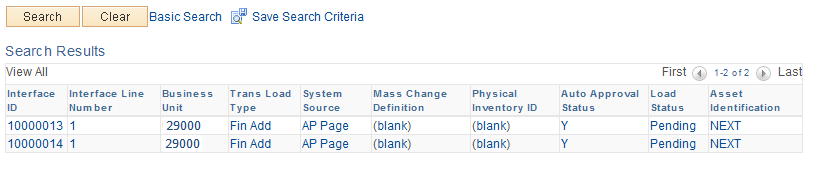 Search Clear Basic Search Save Search Criteria
Search Results
View All First 1-2 of 2 Last
Interface ID Interface Line Number Business Unit Trans Load Type System Source Mass Change Definition Physical Inventory ID Auto Approval Status Load Status Asset Identification
10000013 1 29000 Fin Add AP Page (blank) (blank) Y Pending NEXT
10000014 1 29000 Fin Add AP Page (blank) (blank) Y Pending NEXT